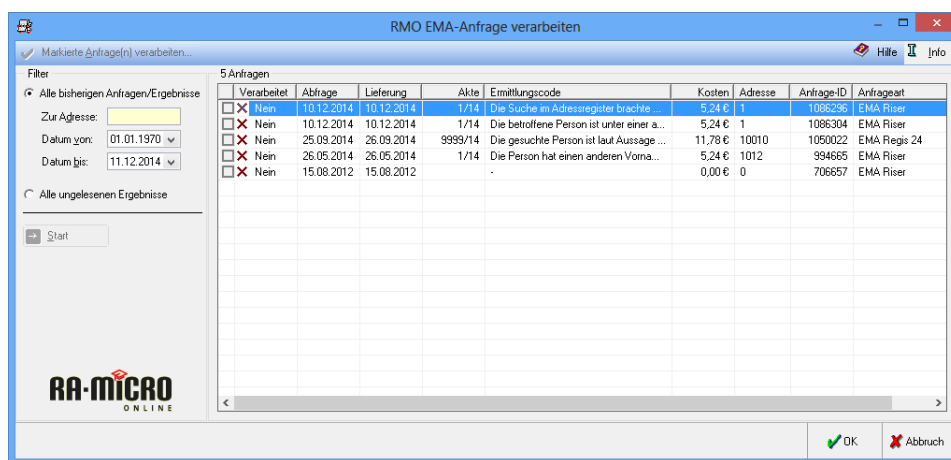 RMO EMA-Anfrage verarbeiten
Markierte Anfrage(n) verarbeiten... Hilfe Info
Filter
Alle bisherigen Anfragen/Ergebnisse
Zur Adresse:
Datum von: 01.01.1970
Datum bis: 11.12.2014
Alle ungelesenen Ergebnisse
Start
RA-MICRO
ONLINE
5 Anfragen
Verarbeitet Abfrage Lieferung Akte Ermittlungscode Kosten Adresse Anfrage-ID Anfrageart
Nein 10.12.2014 10.12.2014 1/14 Die Suche im Adressregister brachte ... 5,24 € 1 1086296 EMA Riser
Nein 10.12.2014 10.12.2014 1/14 Die betroffene Person ist unter einer a... 5,24 € 1 1086304 EMA Riser
Nein 25.09.2014 26.09.2014 9999/14 Die gesuchte Person ist laut Aussage ... 11,78 € 10010 1050022 EMA Regis 24
Nein 26.05.2014 26.05.2014 1/14 Die Person hat einen anderen Vorna... 5,24 € 1012 994665 EMA Riser
Nein 15.08.2012 15.08.2012 - 0,00 € 0 706657 EMA Riser
OK Abbruch